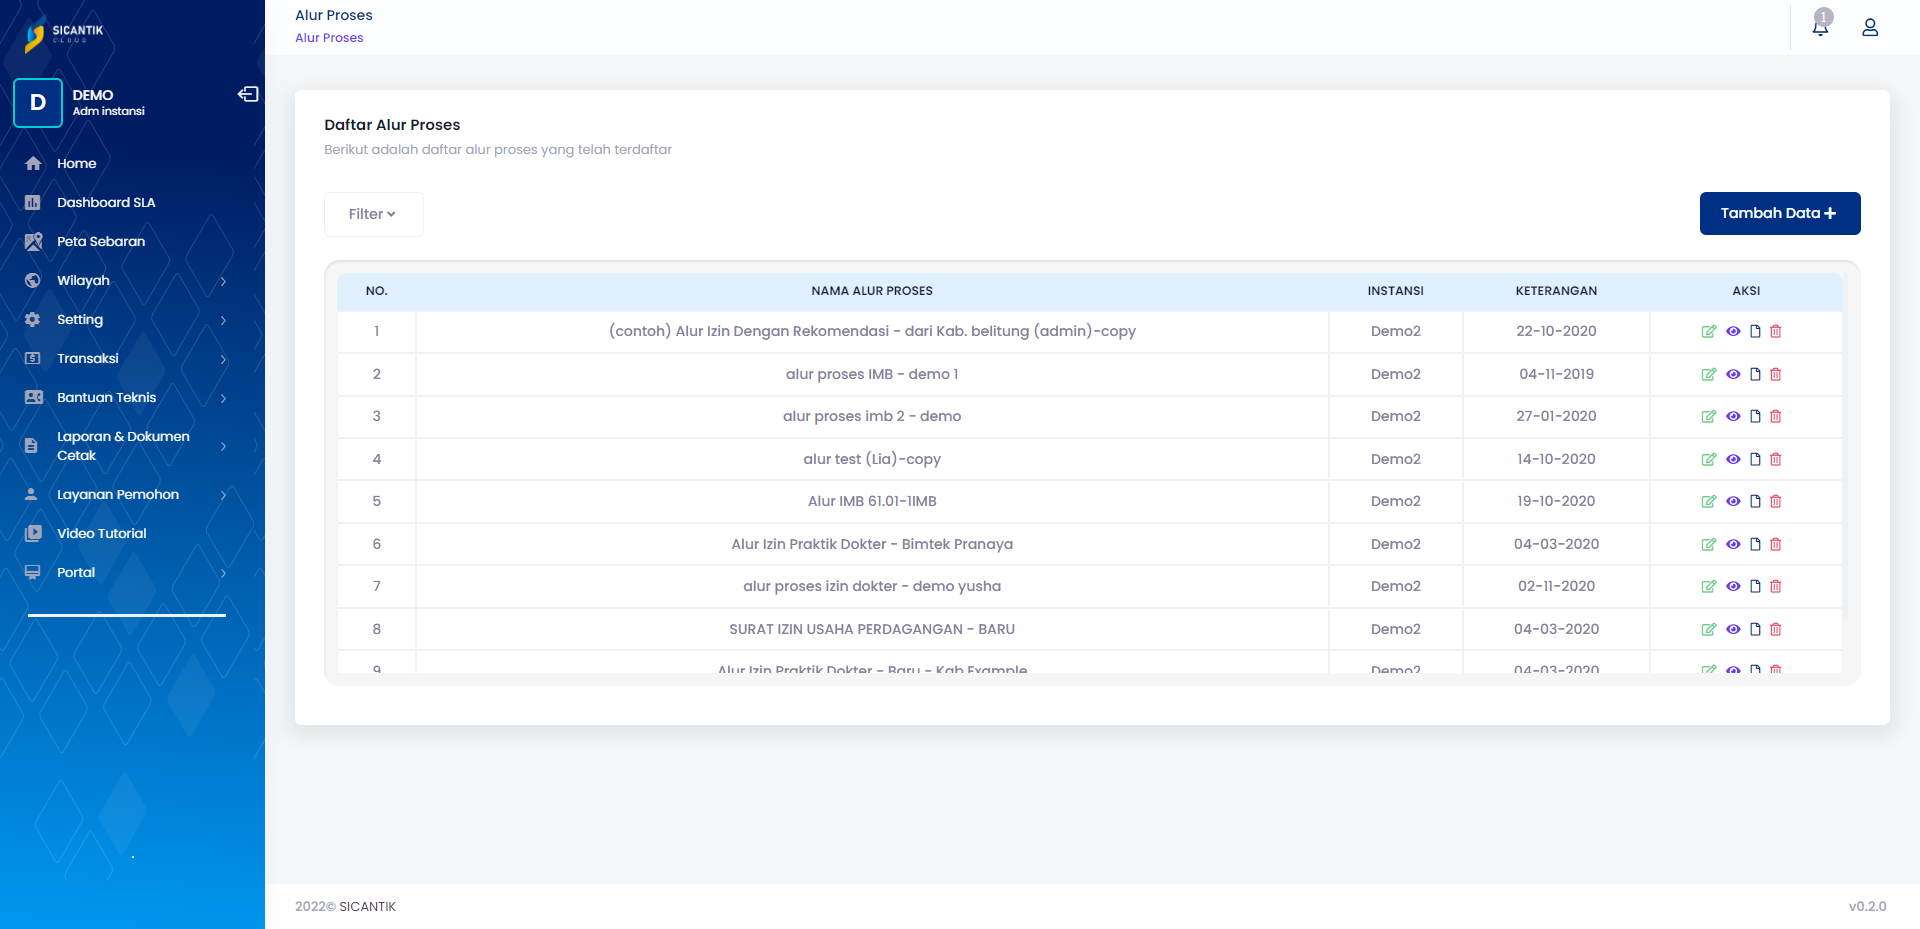 SICANTIK
CLOUD
D
DEMO
Adm instansi
Home
Dashboard SLA
Peta Sebaran
Wilayah
Setting
Transaksi
Bantuan Teknis
Laporan & Dokumen
Cetak
Layanan Pemohon
Video Tutorial
Portal
Alur Proses
Alur Proses
1
Daftar Alur Proses
Berikut adalah daftar alur proses yang telah terdaftar
Filter
Tambah Data +
NO. NAMA ALUR PROSES INSTANSI KETERANGAN AKSI
1 (contoh) Alur Izin Dengan Rekomendasi - dari Kab. belitung (admin)-copy Demo2 22-10-2020
2 alur proses IMB - demo 1 Demo2 04-11-2019
3 alur proses imb 2 - demo Demo2 27-01-2020
4 alur test (Lia)-copy Demo2 14-10-2020
5 Alur IMB 61.01-1IMB Demo2 19-10-2020
6 Alur Izin Praktik Dokter - Bimtek Pranaya Demo2 04-03-2020
7 alur proses izin dokter - demo yusha Demo2 02-11-2020
8 SURAT IZIN USAHA PERDAGANGAN - BARU Demo2 04-03-2020
9 Alur Izin Praktik Dokter - Baru - Kab Example Demo2 04-03-2020
2022© SICANTIK
v0.2.0